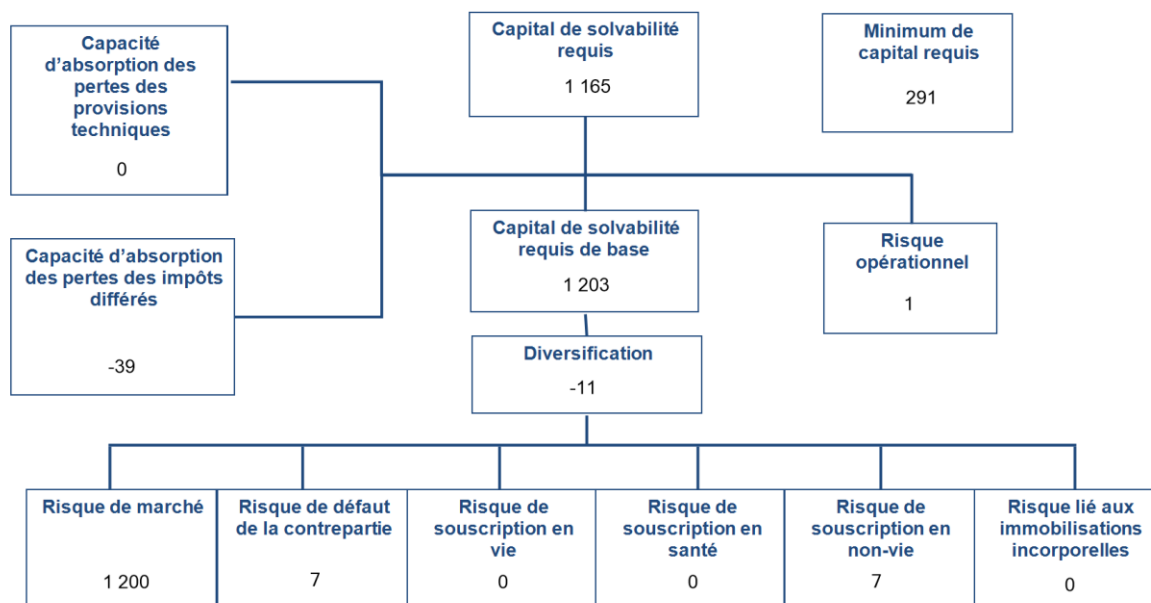 Capacité
d'absorption des
pertes des
provisions
techniques
0
Capital de solvabilité
requis
1 165
Minimum de
capital requis
291
Capacité d'absorption
des pertes des impôts
différés
-39
Capital de solvabilité
requis de base
1 203
Risque
opérationnel
1
Diversification
-11
Risque de marché
1 200
Risque de défaut
de la contrepartie
7
Risque de
souscription en
vie
0
Risque de
souscription en
santé
0
Risque de
souscription en
non-vie
7
Risque lié aux
immobilisations
incorporelles
0